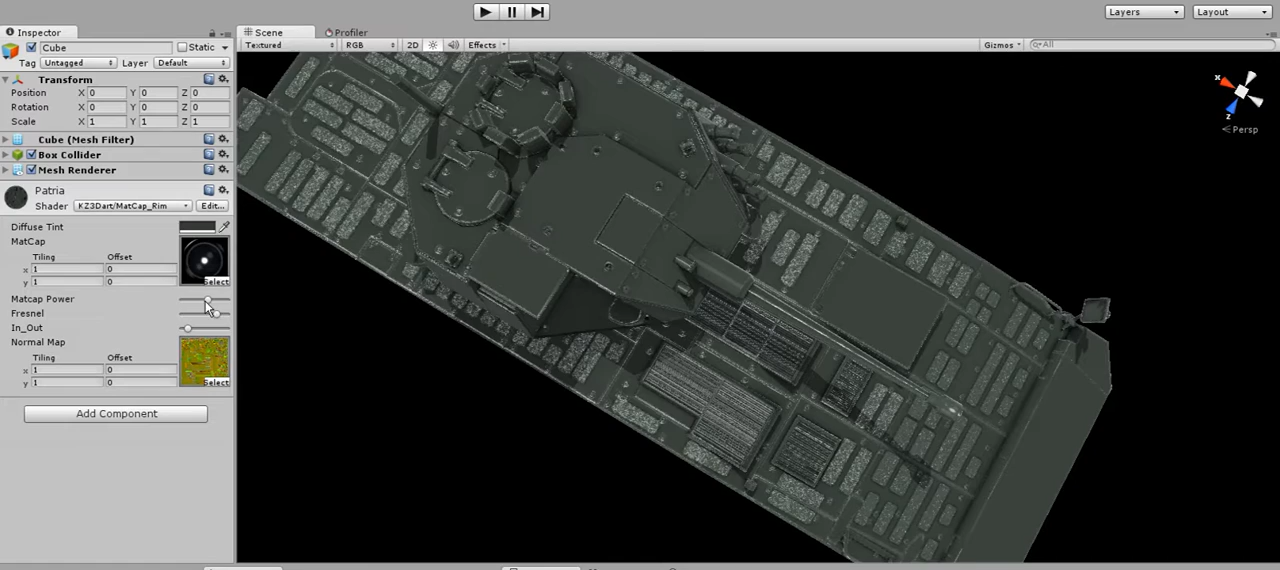 Layers
Layout
Inspector
Scene
Profiler
Cube
Static
Textured
RGB
2D
Effects
Gizmos
All
Tag
Untagged
Layer
Default
Transform
Position X 0 Y 0 Z 0
Rotation X 0 Y 0 Z 0
Scale X 1 Y 1 Z 1
x
z
Persp
Cube (Mesh Filter)
Box Collider
Mesh Renderer
Patria
Shader
KZ3Dart/MatCap_Rim
Edit...
Diffuse Tint
MatCap
Tiling Offset
x 1 0
y 1 0
Select
Matcap Power
Fresnel
In_Out
Normal Map
Tiling Offset
x 1 0
y 1 0
Select
Add Component